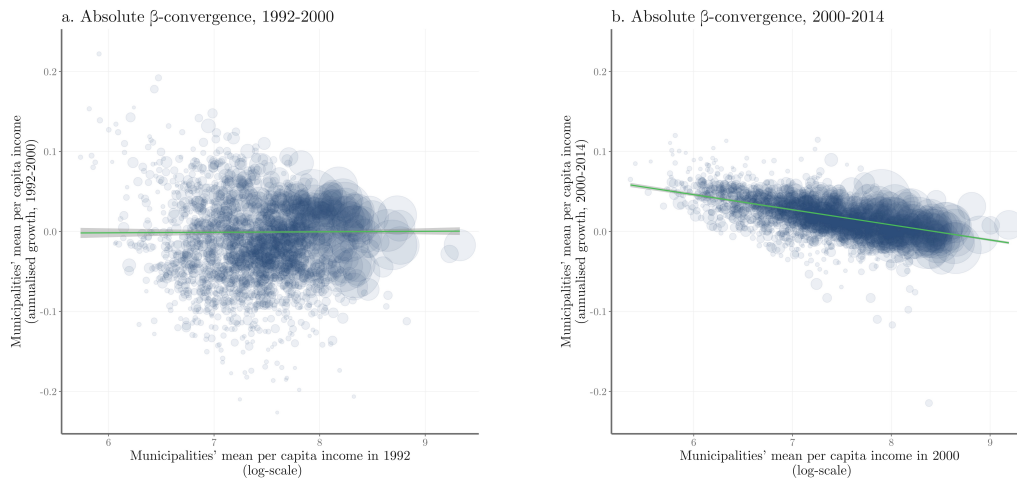 a. Absolute β-convergence, 1992-2000
Municipalities' mean per capita income
(annualised growth, 1992-2000)
0.2
0.1
0.0
-0.1
-0.2
6
7
8
9
Municipalities' mean per capita income in 1992
(log-scale)
b. Absolute β-convergence, 2000-2014
Municipalities' mean per capita income
(annualised growth, 2000-2014)
0.2
0.1
0.0
-0.1
-0.2
6
7
8
9
Municipalities' mean per capita income in 2000
(log-scale)